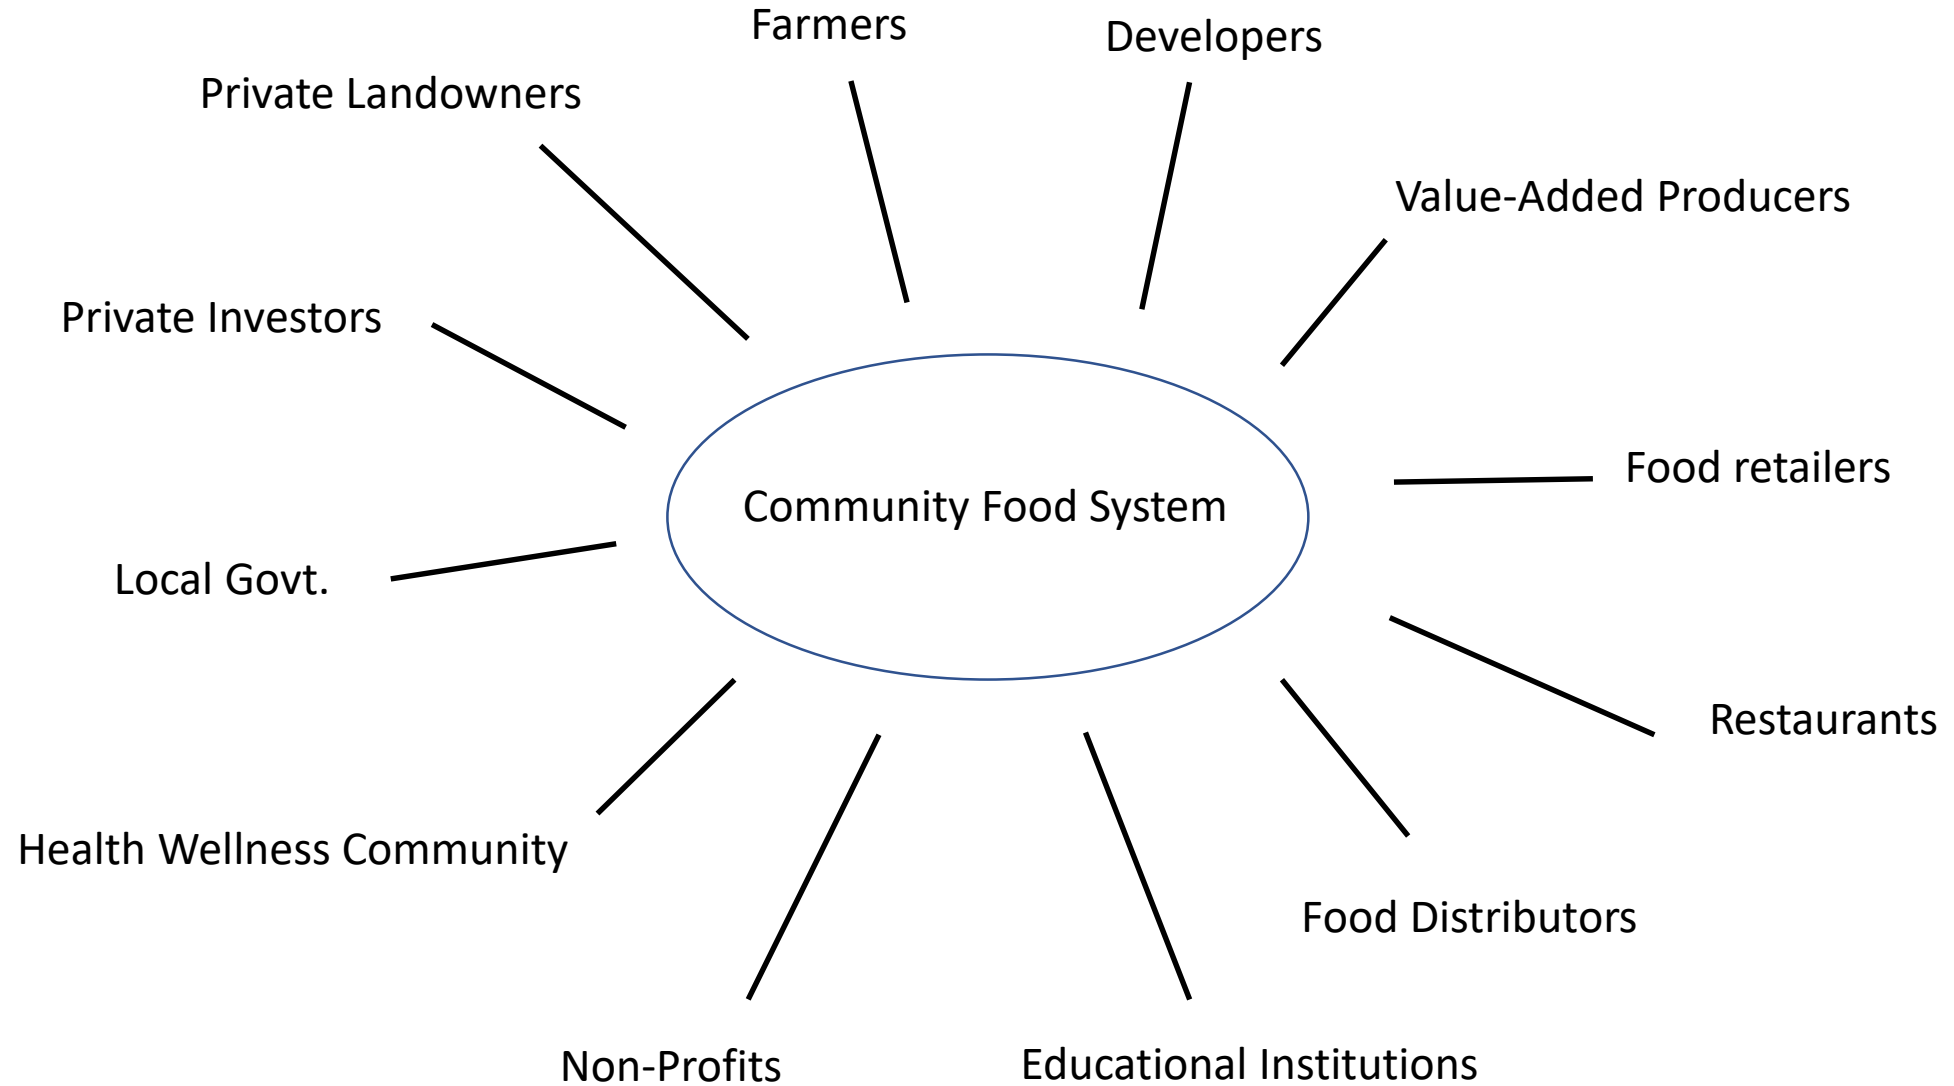 Farmers
Developers
Private Landowners
Value-Added Producers
Private Investors
Food retailers
Community Food System
Local Govt.
Restaurants
Health Wellness Community
Food Distributors
Non-Profits
Educational Institutions